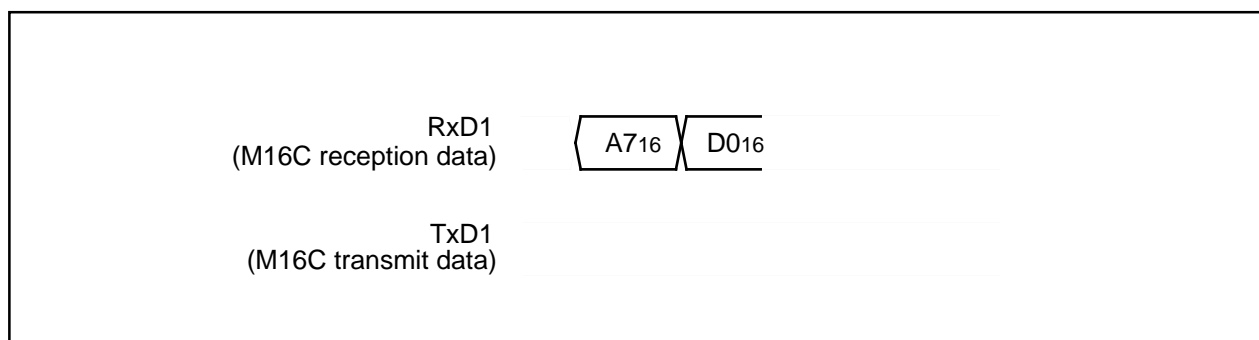 RxD1
(M16C reception data)
A716
D016
TxD1
(M16C transmit data)